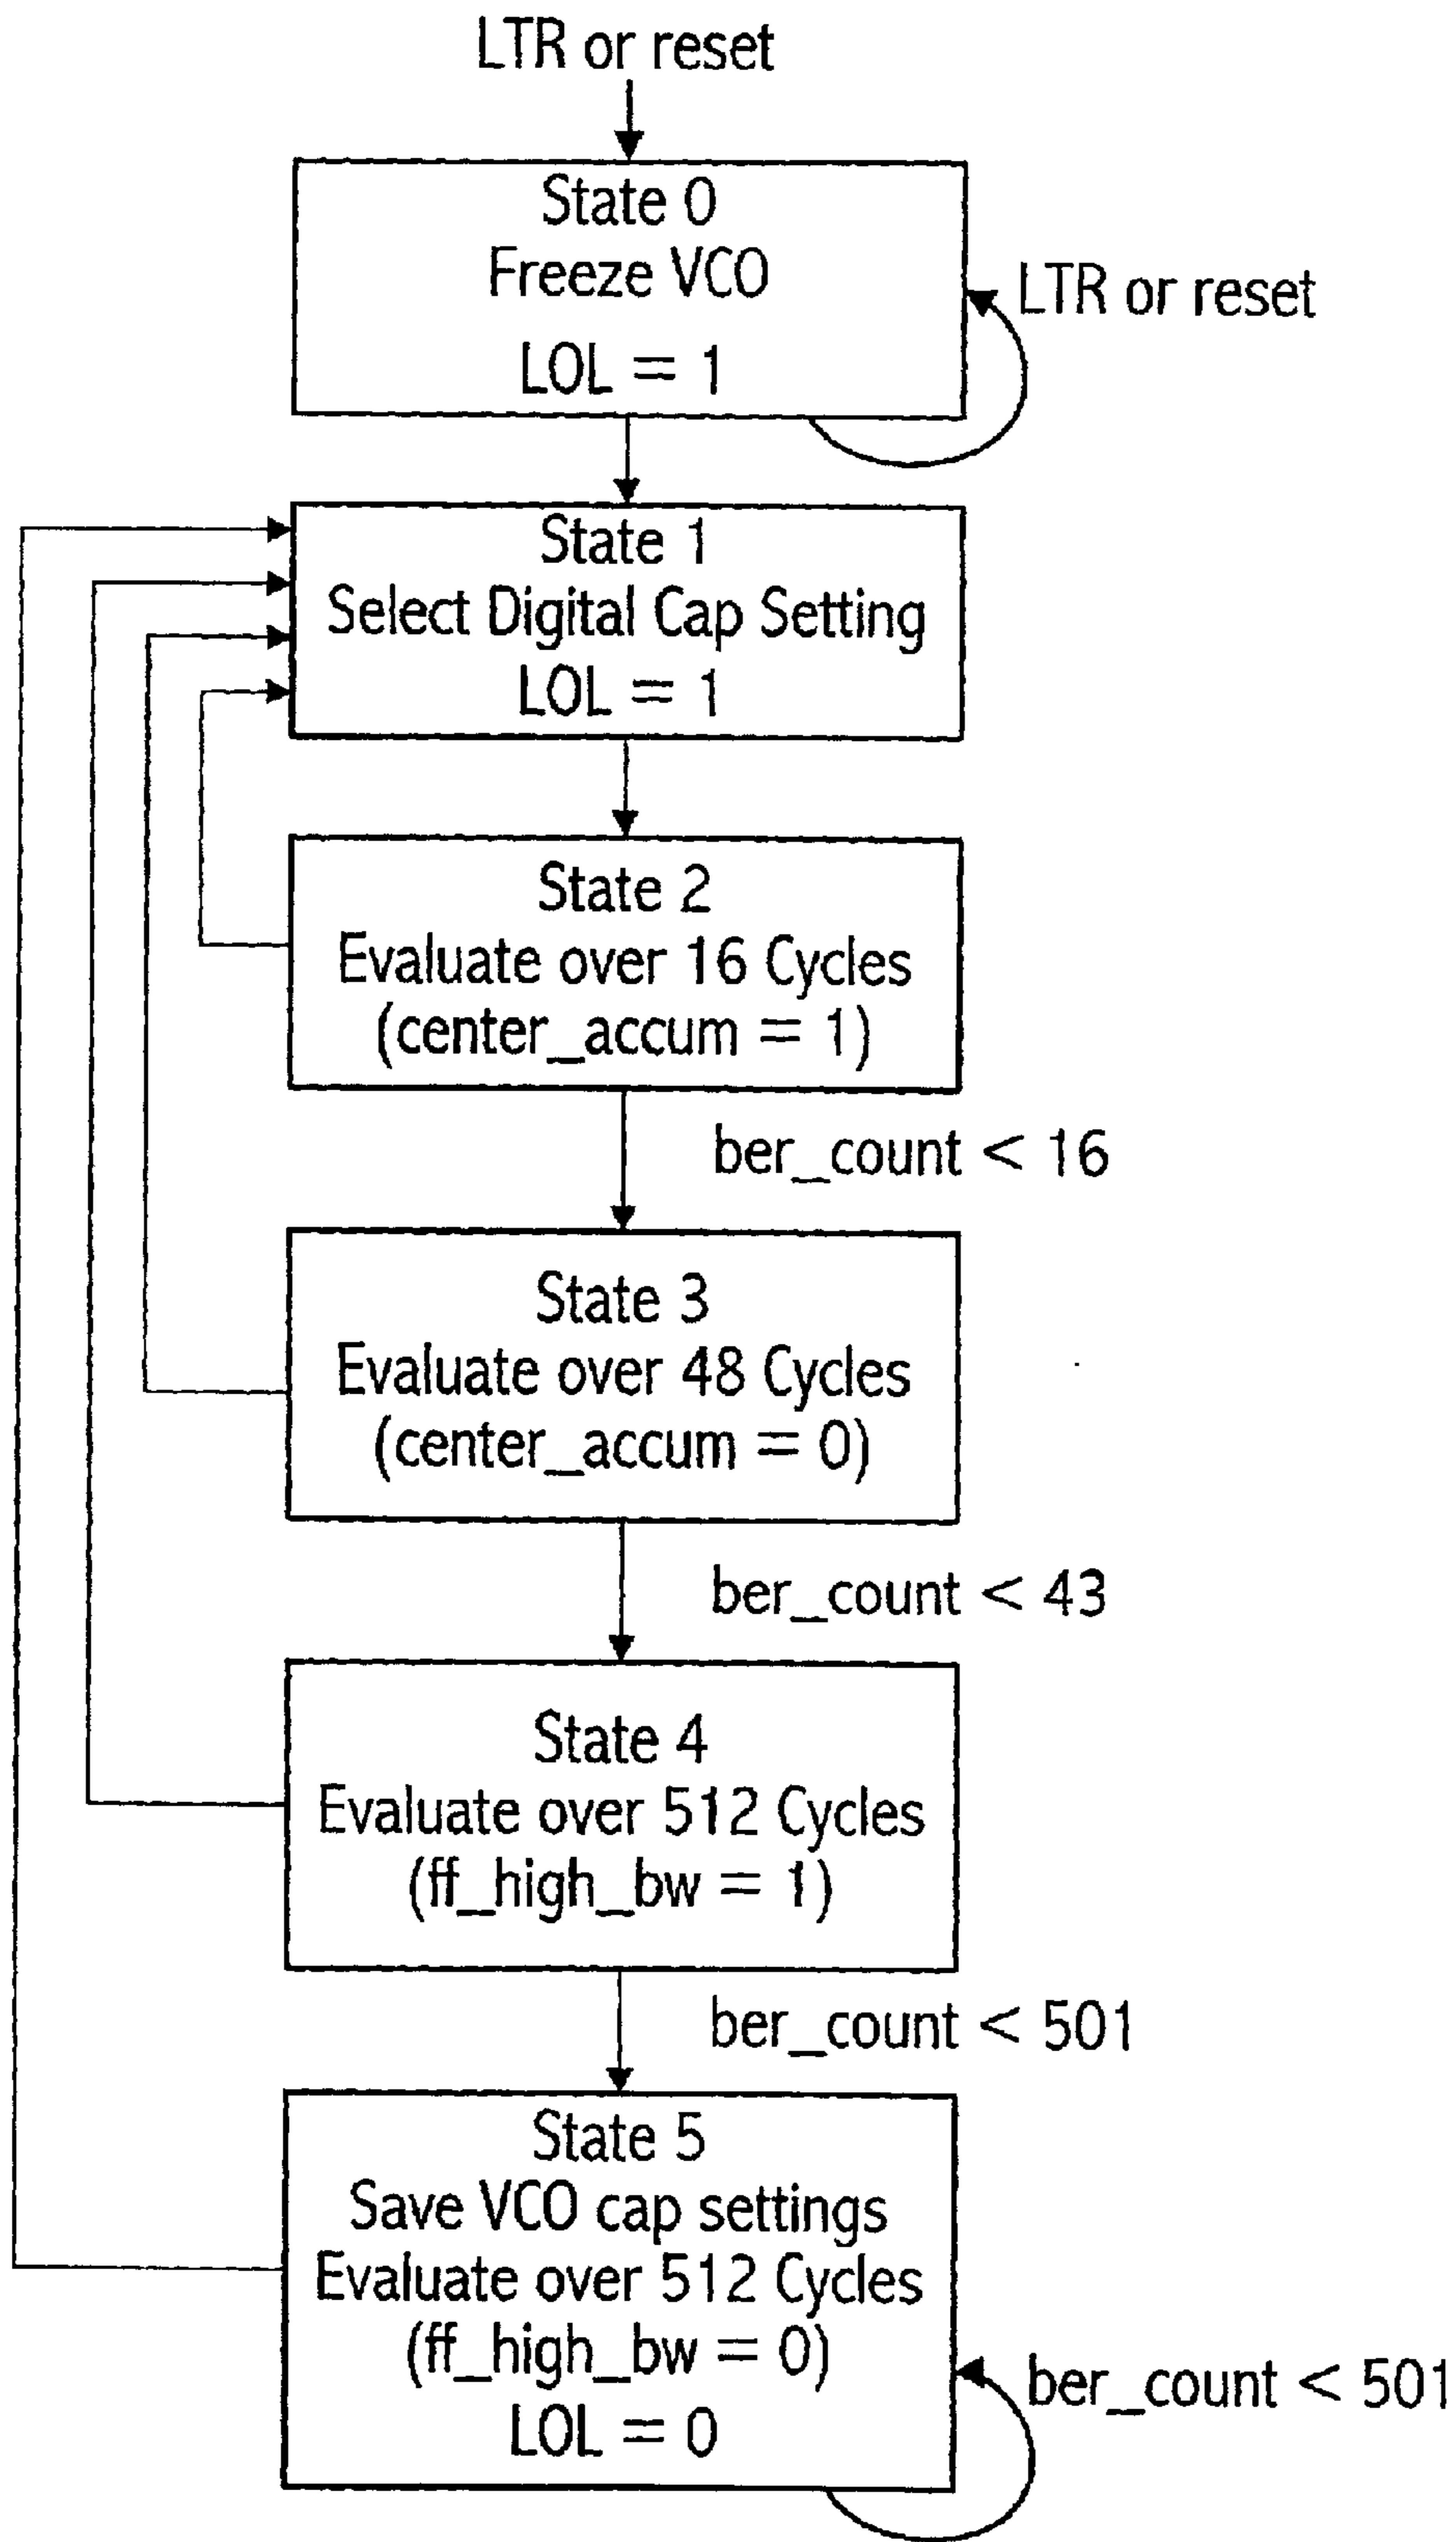 LTR or reset
State 0
Freeze VCO
LOL = 1
LTR or reset
State 1
Select Digital Cap Setting
LOL = 1
State 2
Evaluate over 16 Cycles
(center_accum = 1)
ber_count < 16
State 3
Evaluate over 48 Cycles
(center_accum = 0)
ber_count < 43
State 4
Evaluate over 512 Cycles
(ff_high_bw = 1)
ber_count < 501
State 5
Save VCO cap settings
Evaluate over 512 Cycles
(ff_high_bw = 0)
LOL = 0
ber_count < 501